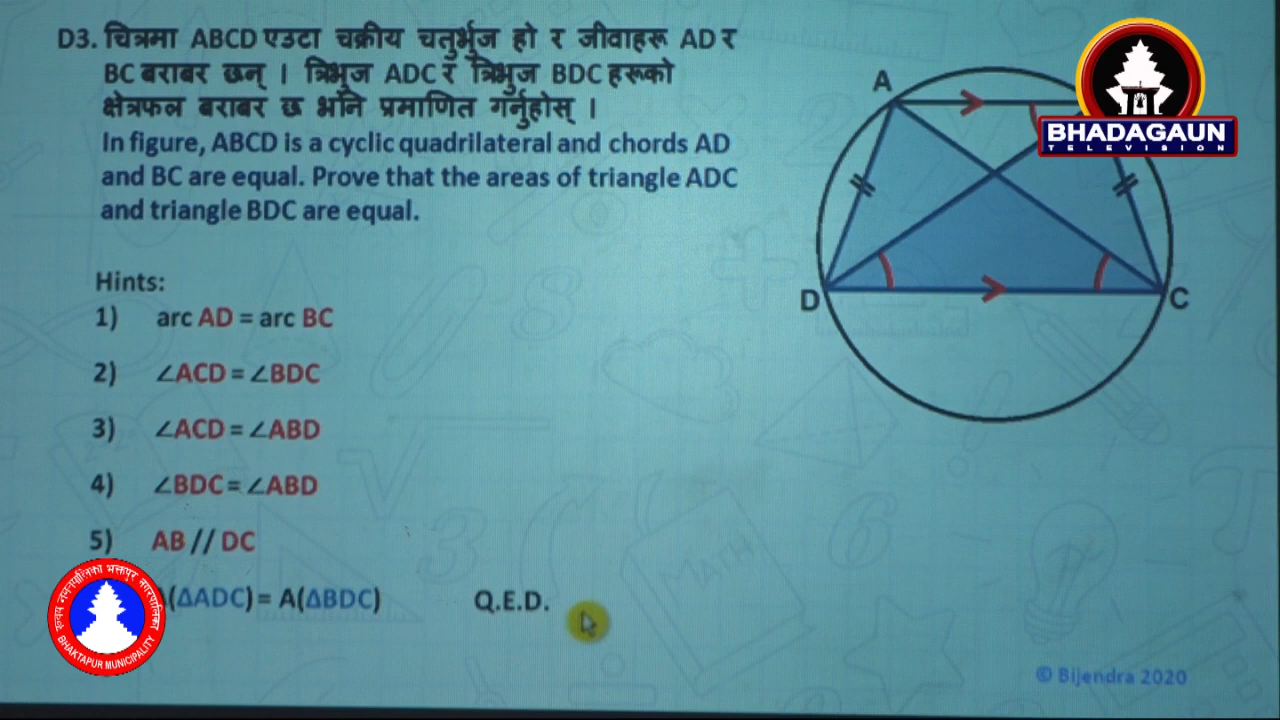 D3. चित्रमा ABCD एउटा चक्रीय चतुर्भुज हो र जीवाहरू AD र
BC बराबर छन् । त्रिभुज ADC र त्रिभुज BDC हरूको
क्षेत्रफल बराबर छ भनि प्रमाणित गर्नुहोस् ।
In figure, ABCD is a cyclic quadrilateral and chords AD
and BC are equal. Prove that the areas of triangle ADC
and triangle BDC are equal.
Hints:
1) arc AD = arc BC
2) ∠ACD = ∠BDC
3) ∠ACD = ∠ABD
4) ∠BDC = ∠ABD
5) AB // DC
(ΔADC) = A(ΔBDC) Q.E.D.
A
D
C
BHADAGAUN
TELEVISION
BHAKTAPUR MUNICIPALITY
MATH
© Bijendra 2020